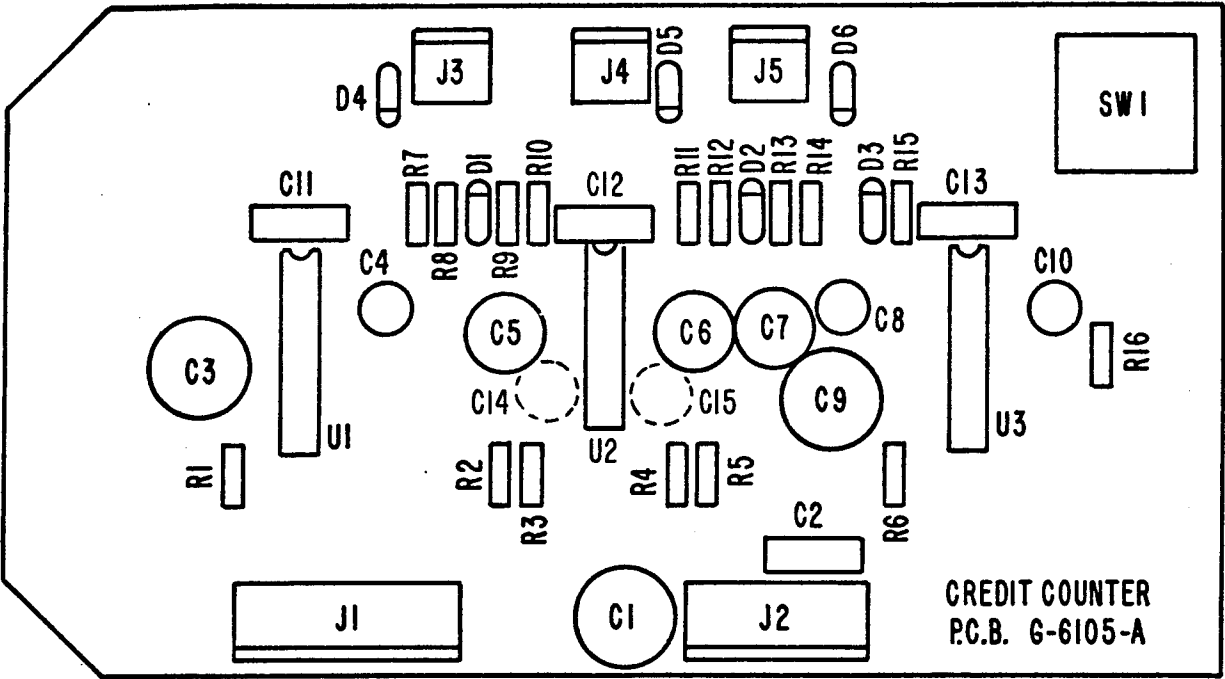 D5
D6
J3
J4
J5
D4
SW1
R7
D1
R10
R11
R12
D2
R13
R14
D3
R15
C11
C12
C13
R8
R9
C4
C10
C5
C6
C7
C8
R16
C3
C14
C15
C9
U1
U2
U3
R1
R2
R3
R4
R5
R6
C2
J1
C1
J2
CREDIT COUNTER
P.C.B. G-6105-A